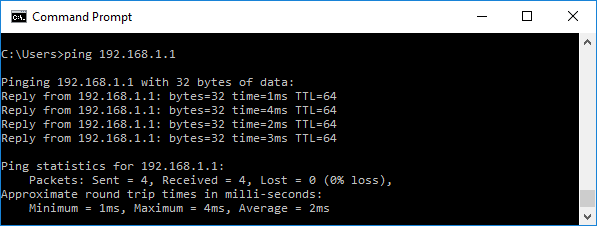 Command Prompt
C:\Users>ping 192.168.1.1
Pinging 192.168.1.1 with 32 bytes of data:
Reply from 192.168.1.1: bytes=32 time=1ms TTL=64
Reply from 192.168.1.1: bytes=32 time=4ms TTL=64
Reply from 192.168.1.1: bytes=32 time=2ms TTL=64
Reply from 192.168.1.1: bytes=32 time=3ms TTL=64
Ping statistics for 192.168.1.1:
    Packets: Sent = 4, Received = 4, Lost = 0 (0% loss),
Approximate round trip times in milli-seconds:
    Minimum = 1ms, Maximum = 4ms, Average = 2ms